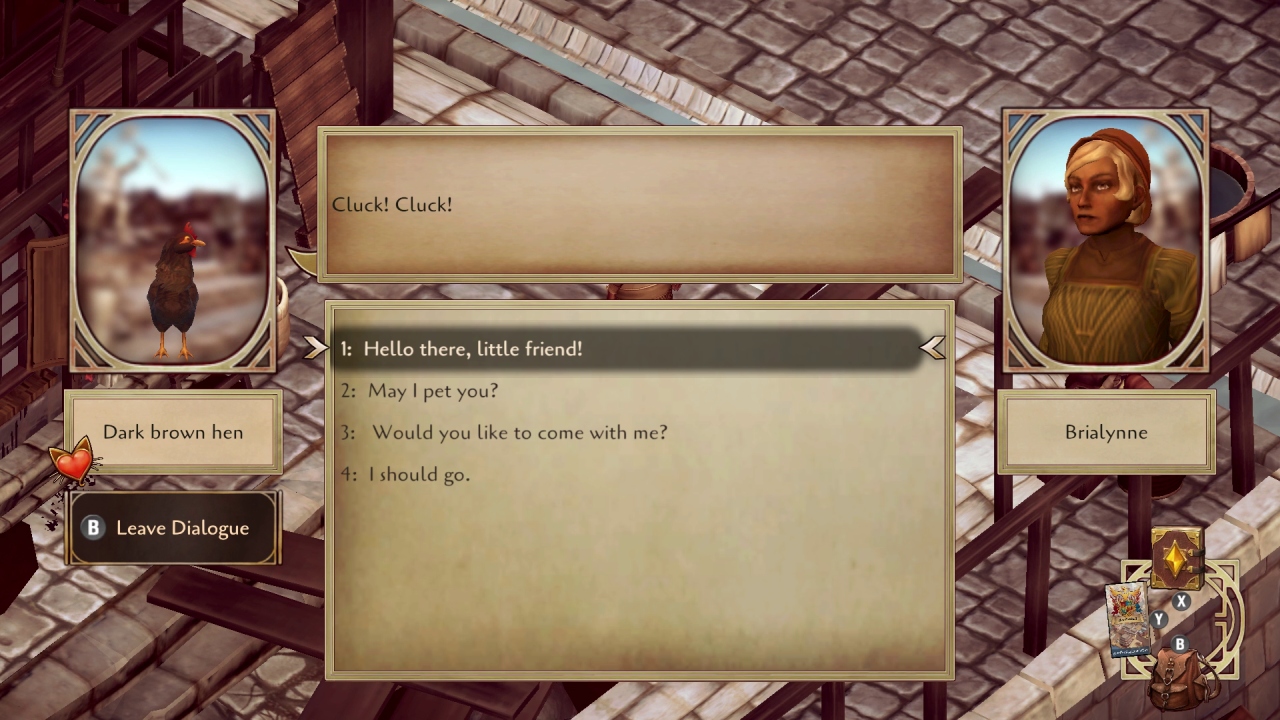 Cluck! Cluck!
1: Hello there, little friend!
2: May I pet you?
3: Would you like to come with me?
4: I should go.
Dark brown hen
B Leave Dialogue
Brialynne
X
Y
B